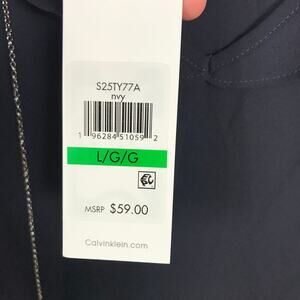 S25TY77A
nvy
1 96284 51059 2
L/G/G
MSRP $59.00
Calvinklein.com